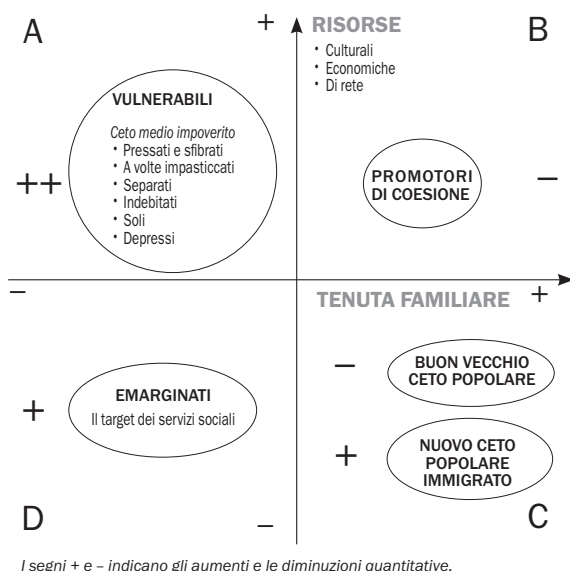 A
+
RISORSE
• Culturali
• Economiche
• Di rete
B
VULNERABILI
Ceto medio impoverito
• Pressati e sfibrati
• A volte impasticcati
• Separati
• Indebitati
• Soli
• Depressi
++
PROMOTORI
DI COESIONE
–
–
TENUTA FAMILIARE
+
+
EMARGINATI
Il target dei servizi sociali
–
BUON VECCHIO
CETO POPOLARE
+
NUOVO CETO
POPOLARE
IMMIGRATO
D
–
C
I segni + e – indicano gli aumenti e le diminuzioni quantitative.